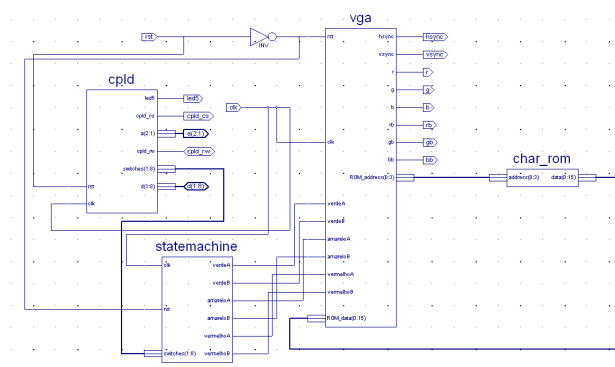 vga
rst
INV
rst
hsync
hsync
vsync
vsync
r
r
g
g
b
b
rb
rb
gb
gb
bb
bb
clk
ROM_address(0:3)
verdeA
verdeB
amareloA
amareloB
vermelhoA
vermelhoB
ROM_data(0:15)
cpld
led5
led5
cpld_cs
cpld_cs
a(2:1)
a(2:1)
cpld_rw
cpld_rw
switches(1:8)
d(1:8)
d(1:8)
rst
clk
clk
char_rom
address(0:3)
data(0:15)
statemachine
clk
verdeA
verdeB
amareloA
rst
amareloB
vermelhoA
switches(1:8)
vermelhoB